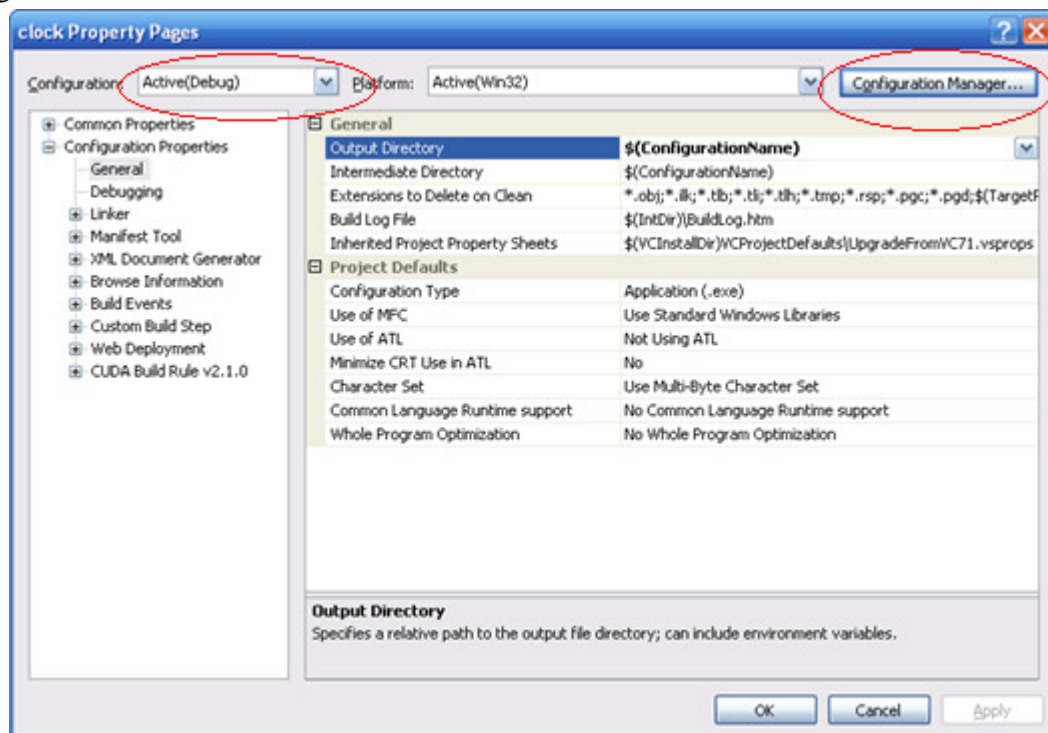 clock Property Pages
Configuration: Active(Debug) Platform: Active(Win32) Configuration Manager...
Common Properties
Configuration Properties
General
Debugging
Linker
Manifest Tool
XML Document Generator
Browse Information
Build Events
Custom Build Step
Web Deployment
CUDA Build Rule v2.1.0
General
Output Directory $(ConfigurationName)
Intermediate Directory $(ConfigurationName)
Extensions to Delete on Clean *.obj;*.ilk;*.tlb;*.tli;*.tlh;*.tmp;*.rsp;*.pgc;*.pgd;$(TargetF
Build Log File $(IntDir)\BuildLog.htm
Inherited Project Property Sheets $(VCInstallDir)VCProjectDefaults\UpgradeFromVC71.vsprops
Project Defaults
Configuration Type Application (.exe)
Use of MFC Use Standard Windows Libraries
Use of ATL Not Using ATL
Minimize CRT Use in ATL No
Character Set Use Multi-Byte Character Set
Common Language Runtime support No Common Language Runtime support
Whole Program Optimization No Whole Program Optimization
Output Directory
Specifies a relative path to the output file directory; can include environment variables.
OK Cancel Apply